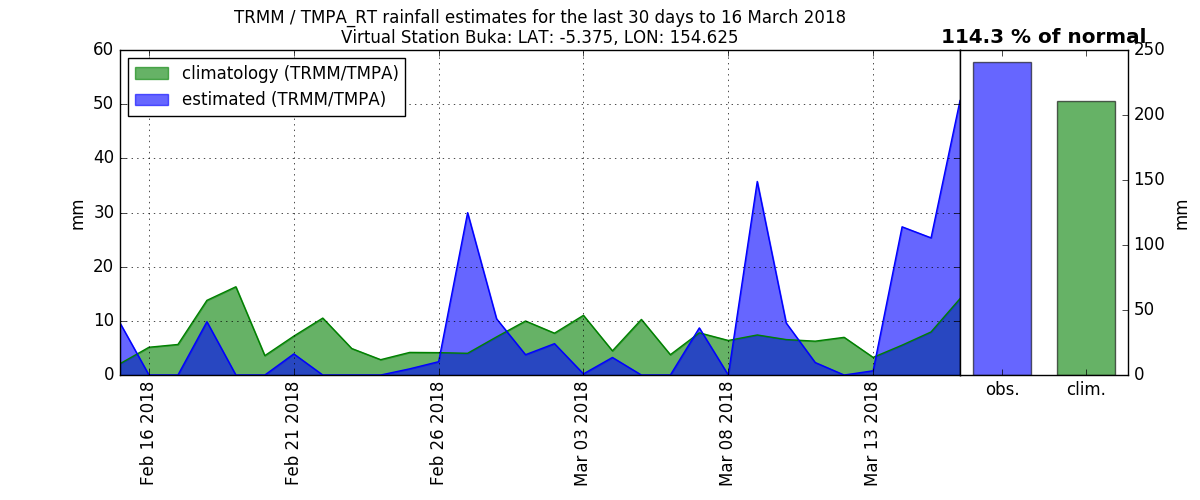 TRMM / TMPA_RT rainfall estimates for the last 30 days to 16 March 2018
Virtual Station Buka: LAT: -5.375, LON: 154.625
114.3 % of normal
climatology (TRMM/TMPA)
estimated (TRMM/TMPA)
60
50
40
30
20
10
0
mm
Feb 16 2018
Feb 21 2018
Feb 26 2018
Mar 03 2018
Mar 08 2018
Mar 13 2018
250
200
150
100
50
0
mm
obs.
clim.